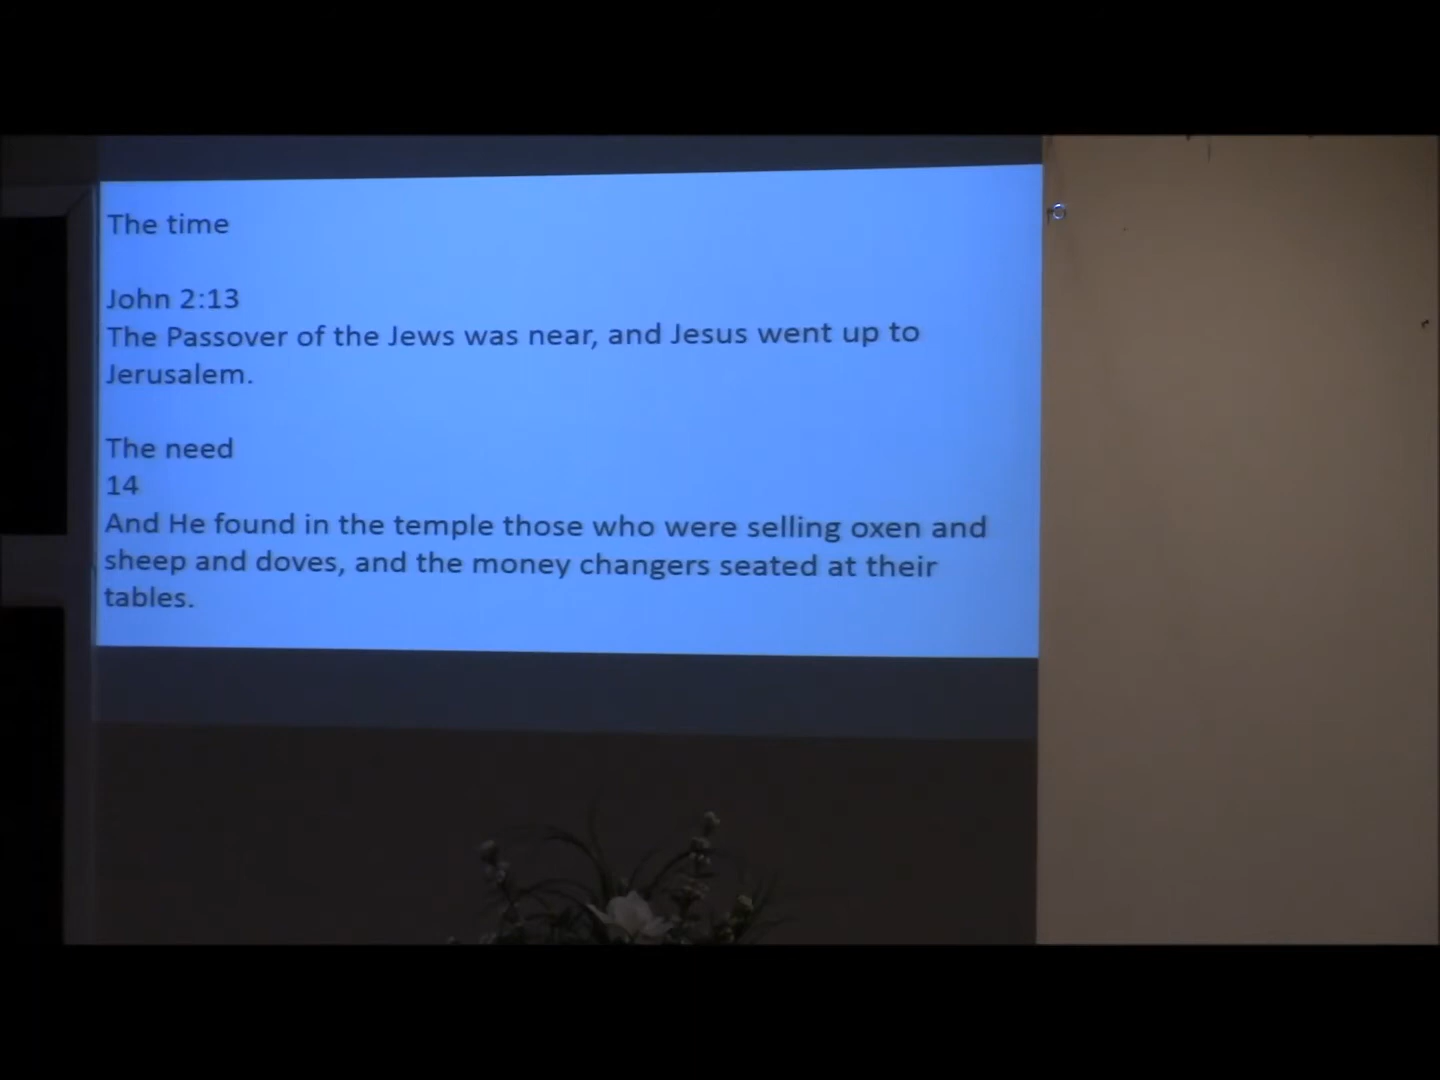 The time
John 2:13
The Passover of the Jews was near, and Jesus went up to
Jerusalem.
The need
14
And He found in the temple those who were selling oxen and
sheep and doves, and the money changers seated at their
tables.